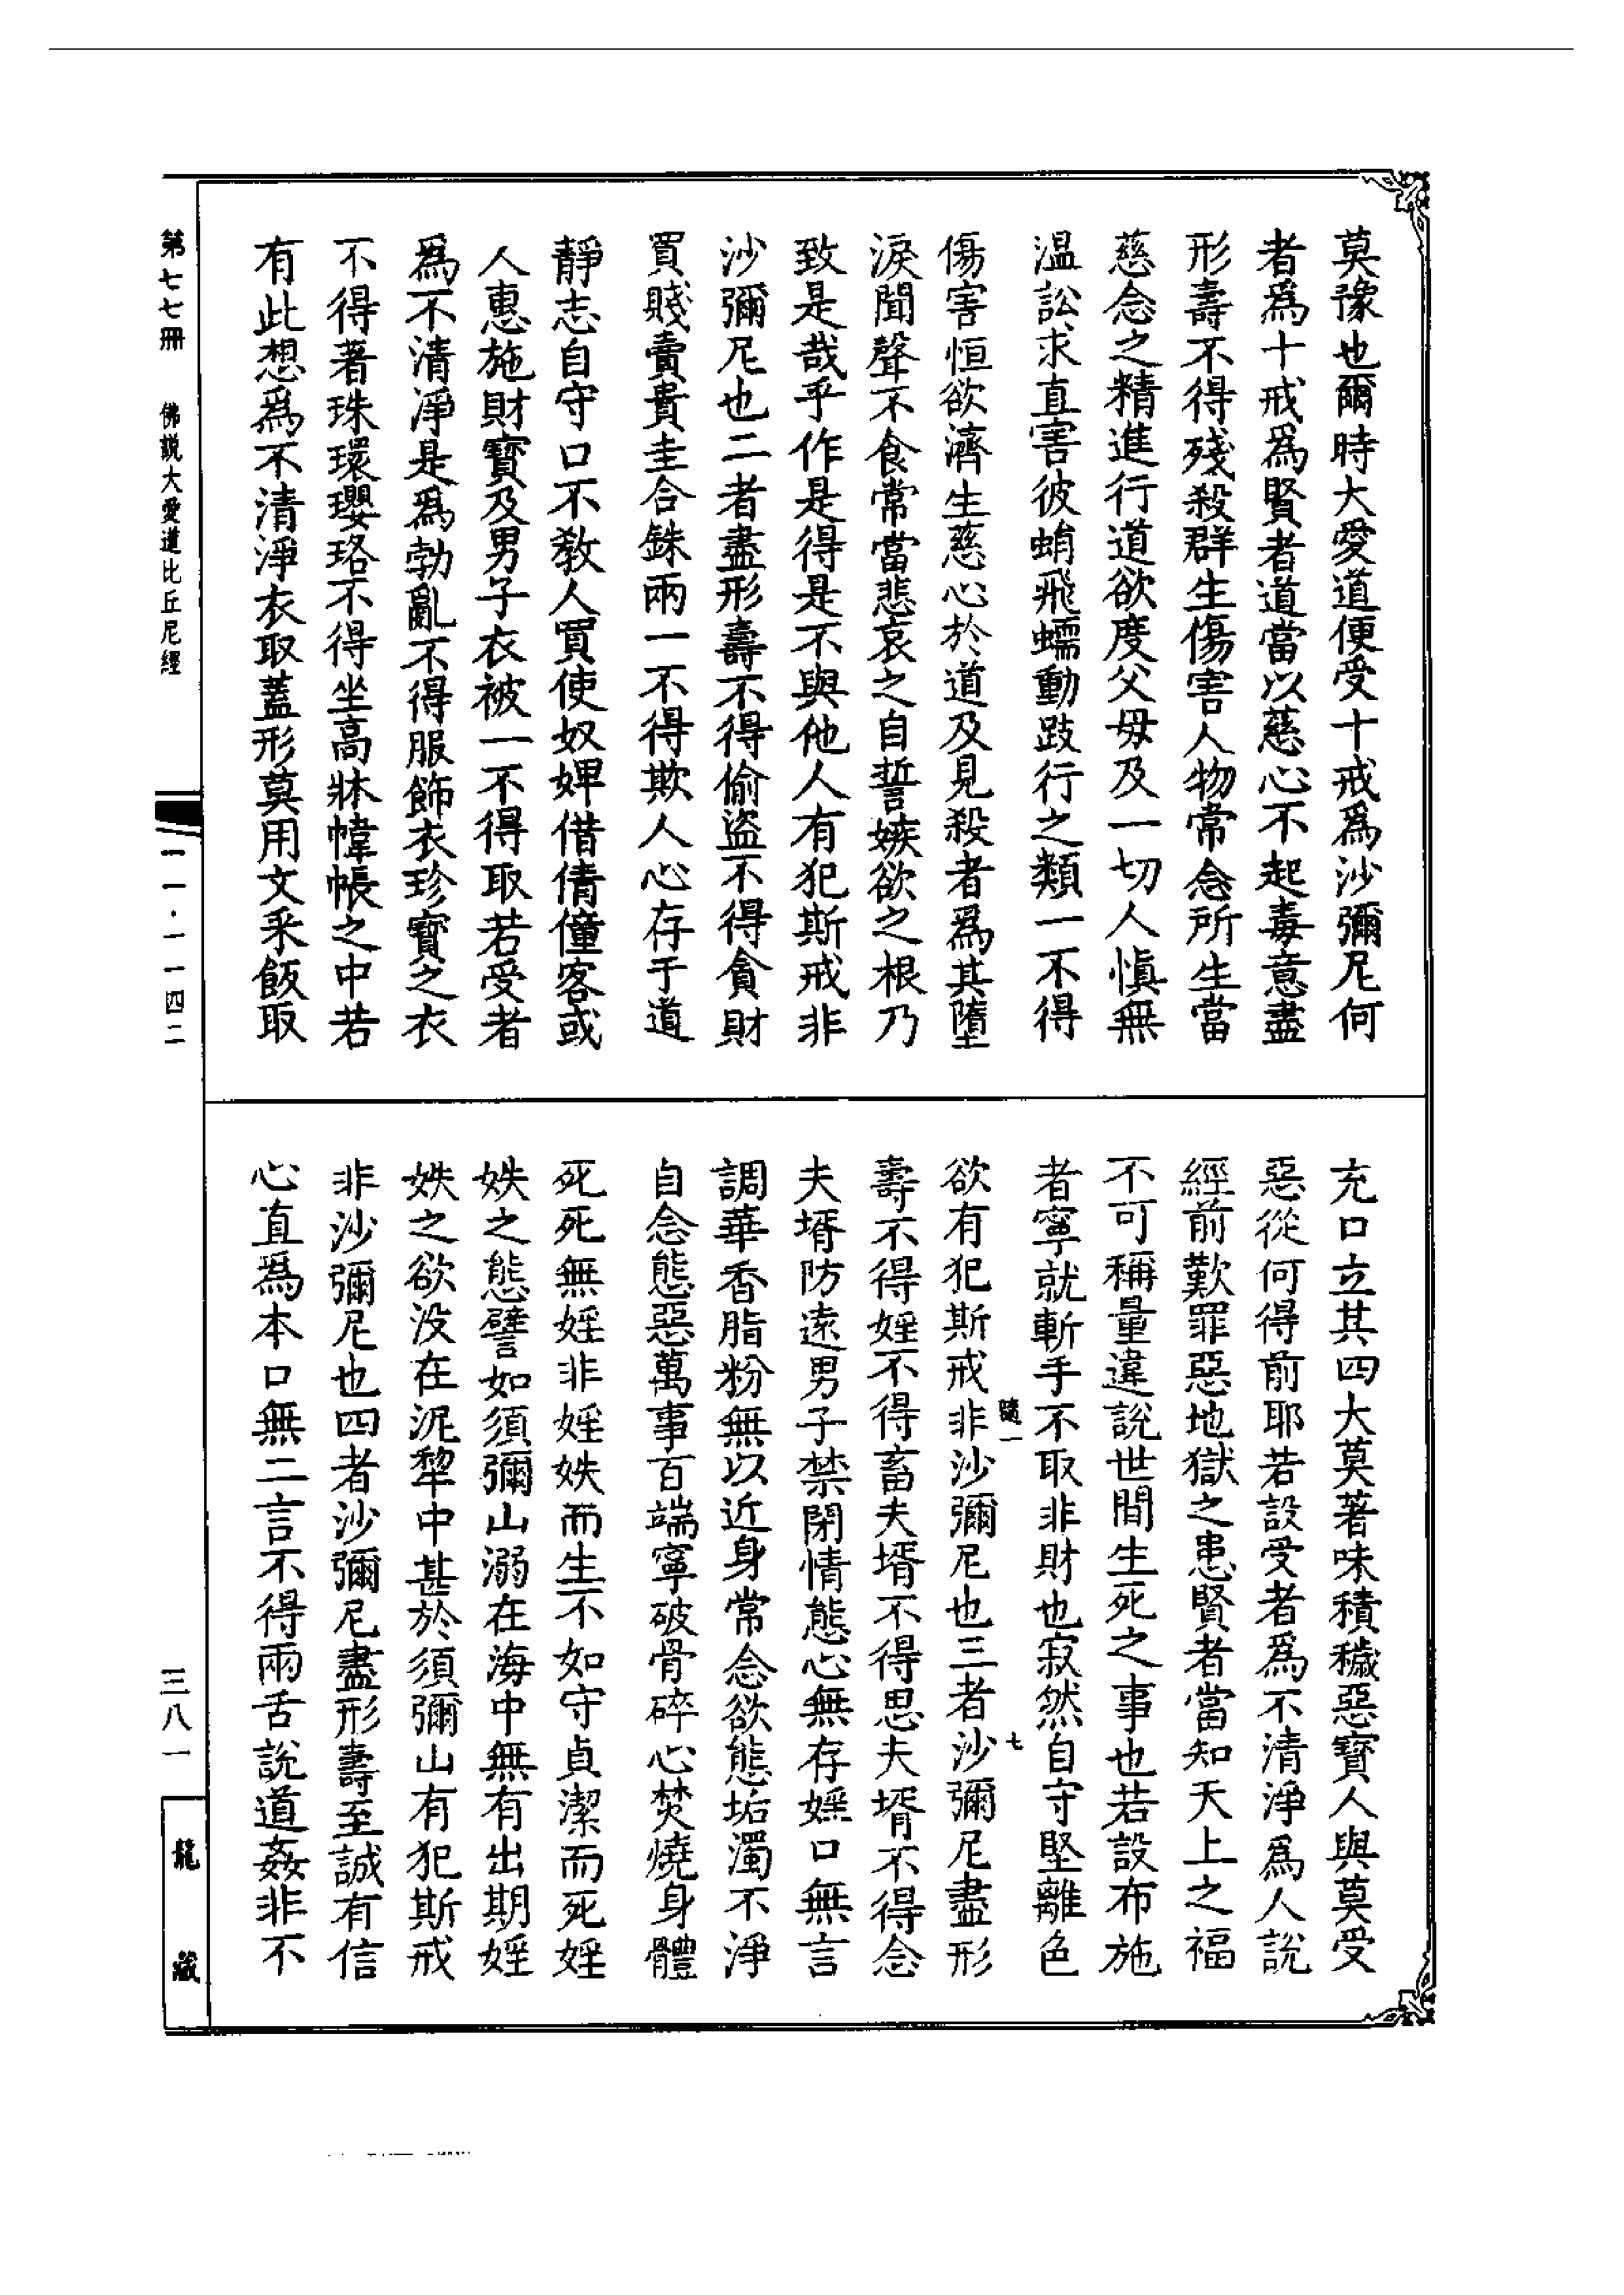 莫豫也爾時大愛道便受十戒爲沙彌尼何
者爲十戒爲賢者道當以慈心不起毒意盡
形壽不得殘殺群生傷害人物常念所生當
慈念之精進行道欲度父母及一切人愼無
溫訟求直害彼蛸飛蠕動跂行之類一不得
傷害恒欲濟生慈心於道及見殺者爲其墮
淚聞聲不食常當悲哀之自誓嫉欲之根乃
致是哉乎作是得是不與他人有犯斯戒非
沙彌尼也二者盡形壽不得偷盜不得貪財
買賤賣貴圭合銖兩一不得欺人心存于道
靜志自守口不敎人買使奴婢借倩僮客或
人惠施財寶及男子衣被一不得取若受者
爲不清淨是爲勃亂不得服飾衣珍寶之衣
不得著珠環瓔珞不得坐高牀幃帳之中若
有此想爲不清淨衣取蓋形莫用文釆飯取
充口立其四大莫著味積穢惡寶人與莫受
惡從何得前耶若設受者爲不清淨爲人說
經前歎罪惡地獄之患賢者當知天上之福
不可稱量違說世間生死之事也若設布施
者寧就斬手不取非財也寂然自守堅離色
欲有犯斯戒非沙彌尼也三者沙彌尼盡形
隨一
七
壽不得婬不得畜夫壻不得思夫壻不得念
夫壻防遠男子禁閉情態心無存婬口無言
調華香脂粉無以近身常念欲態垢濁不淨
自念態惡萬事百端寧破骨碎心焚燒身體
死死無婬非婬妷而生不如守貞潔而死婬
妷之態譬如須彌山溺在海中無有出期婬
妷之欲没在泥犂中甚於須彌山有犯斯戒
非沙彌尼也四者沙彌尼盡形壽至誠有信
心直爲本口無二言不得兩舌說道姦非不
第七七冊 佛說大愛道比丘尼經
一一·一一四二
三八一
龍藏